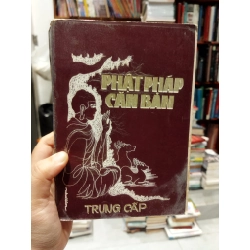 PHẬT PHÁP
CĂN BẢN
TRUNG CẤP